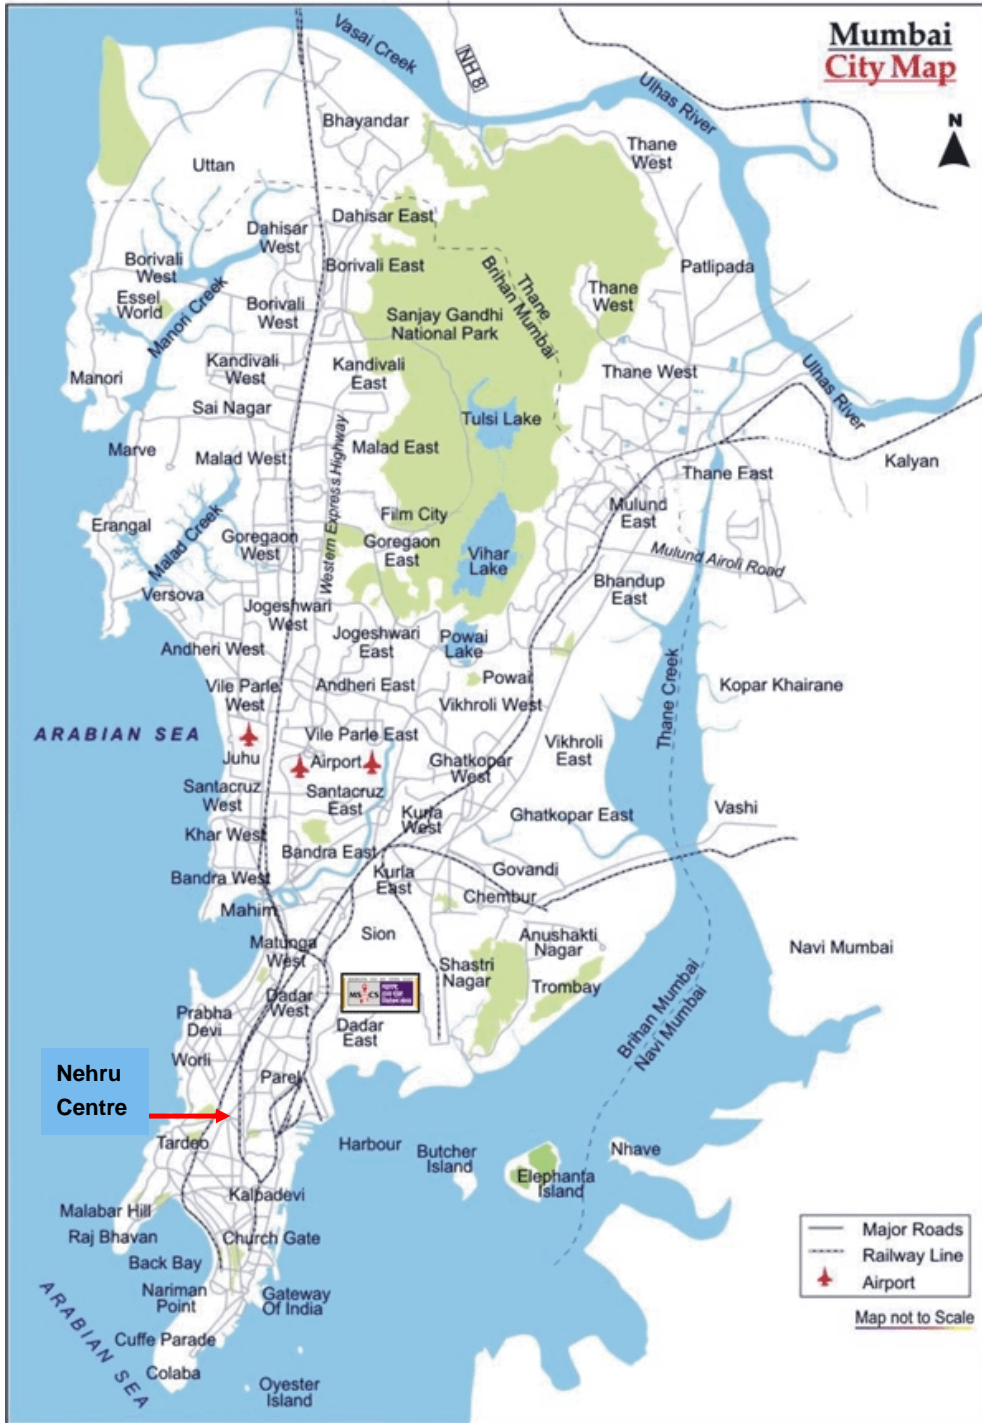 Mumbai
City Map
N
Vasai Creek
NH 8
Ulhas River
Bhayandar
Thane
West
Uttan
Dahisar East
Dahisar
West
Borivali
West
Borivali East
Patlipada
Thane
Brihan Mumbai
Essel
World
Manori Creek
Borivali
West
Sanjay Gandhi
National Park
Thane
West
Kandivali
West
Kandivali
East
Thane West
Ulhas River
Manori
Sai Nagar
Tulsi Lake
Marve
Malad West
Western Express Highway
Malad East
Thane East
Kalyan
Erangal
Malad Creek
Film City
Mulund
East
Goregaon
West
Goregaon
East
Vihar
Lake
Mulund Airoli Road
Versova
Bhandup
East
Jogeshwari
West
Jogeshwari
East
Powai
Lake
Andheri West
Vile Parle
West
Andheri East
Powai
Vikhroli West
Thane Creek
Kopar Khairane
ARABIAN SEA
Vile Parle East
Vikhroli
East
Juhu
Airport
Ghatkopar
West
Santacruz
West
Santacruz
East
Kurla
West
Ghatkopar East
Vashi
Khar West
Bandra East
Bandra West
Kurla
East
Govandi
Chembur
Mahim
Matunga
West
Sion
Anushakti
Nagar
Navi Mumbai
Shastri
Nagar
Trombay
MS CS
Dadar
West
Prabha
Devi
Dadar
East
Brihan Mumbai
Navi Mumbai
Worli
Nehru
Centre
Parel
Tardeo
Harbour
Butcher
Island
Elephanta
Island
Nhave
Kalpadevi
Malabar Hill
Raj Bhavan
Church Gate
Back Bay
Nariman
Point
Gateway
Of India
ARABIAN SEA
Cuffe Parade
Colaba
Oyester
Island
Major Roads
Railway Line
Airport
Map not to Scale